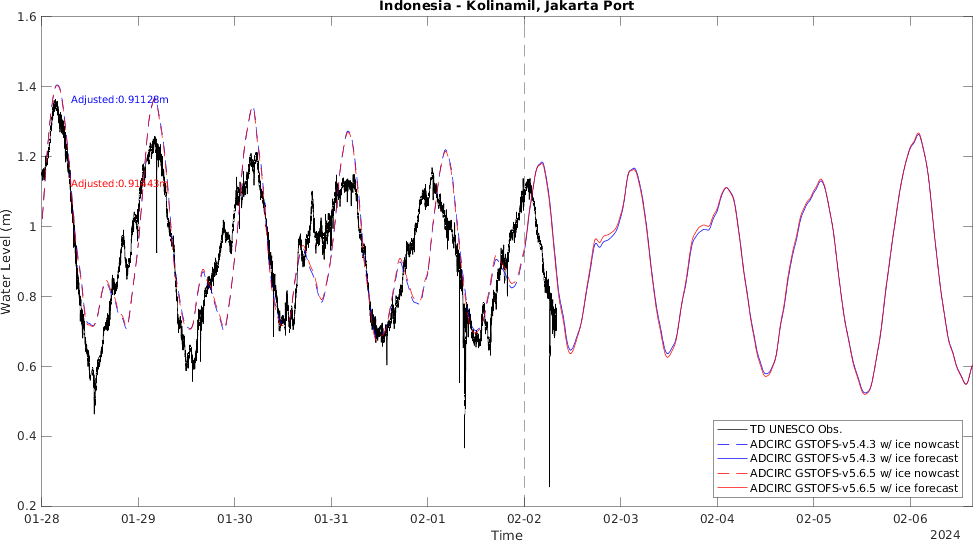 Indonesia - Kolinamil, Jakarta Port
1.6
1.4
1.2
1
0.8
0.6
0.4
0.2
Water Level (m)
Adjusted:0.91128m
Adjusted:0.91443m
TD UNESCO Obs.
ADCIRC GSTOFS-v5.4.3 w/ ice nowcast
ADCIRC GSTOFS-v5.4.3 w/ ice forecast
ADCIRC GSTOFS-v5.6.5 w/ ice nowcast
ADCIRC GSTOFS-v5.6.5 w/ ice forecast
01-28 01-29 01-30 01-31 02-01 02-02 02-03 02-04 02-05 02-06
Time
2024